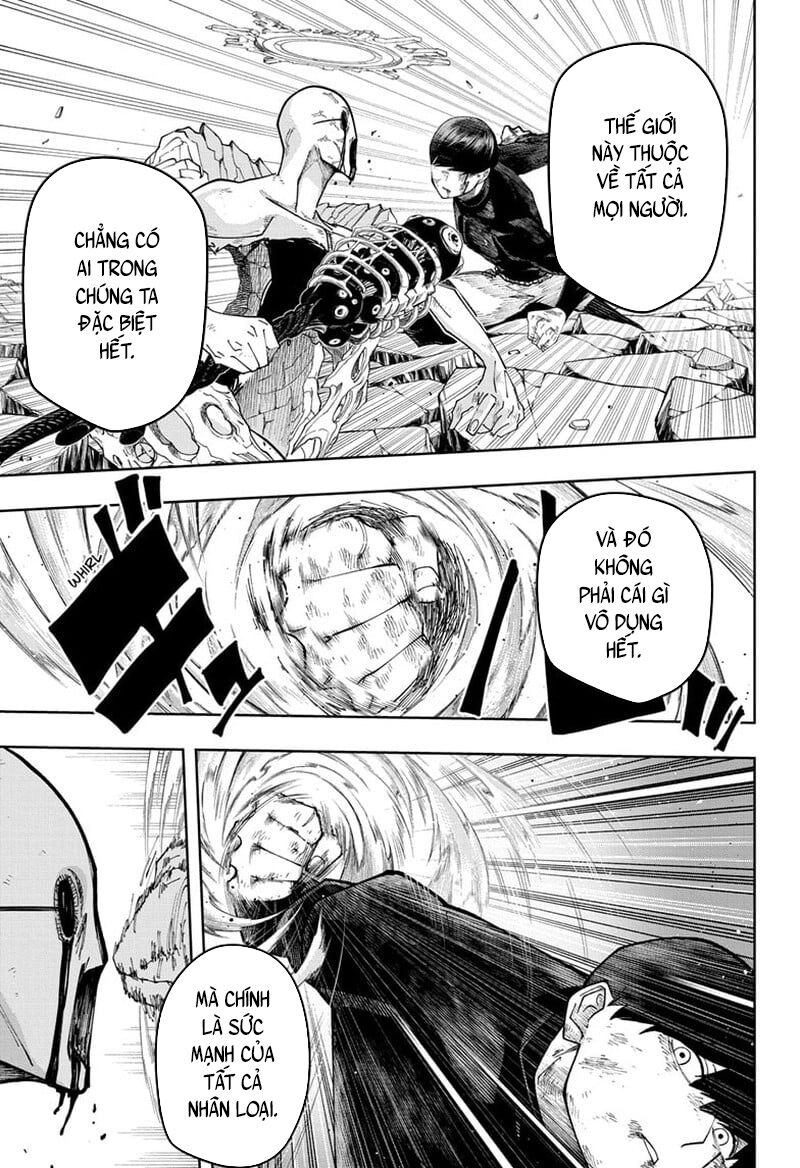 THẾ GIỚI
NÀY THUỘC
VỀ TẤT CẢ
MỌI NGƯỜI.
CHẲNG CÓ
AI TRONG
CHÚNG TA
ĐẶC BIỆT
HẾT.
VÀ ĐÓ
KHÔNG
PHẢI CÁI GÌ
VÔ DỤNG
HẾT.
WHIRL
MÀ CHÍNH
LÀ SỨC
MẠNH CỦA
TẤT CẢ
NHÂN LOẠI.